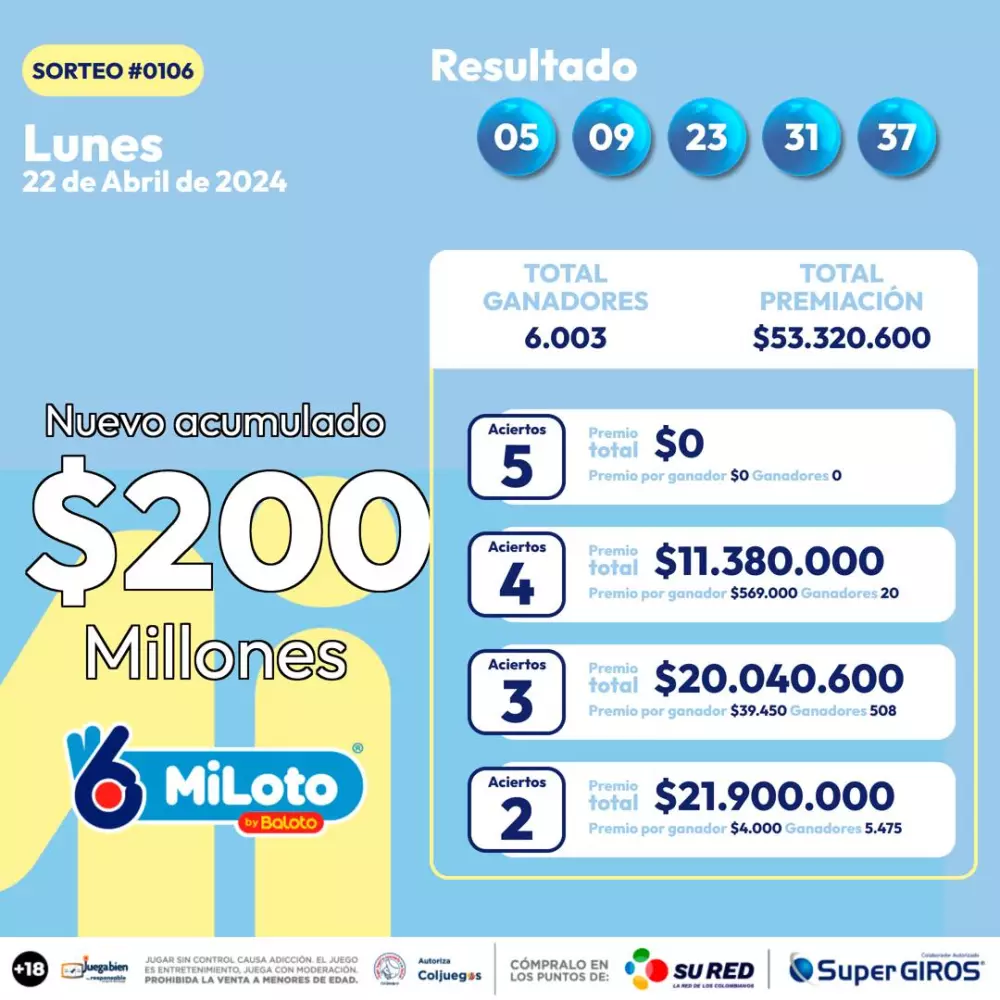 SORTEO #0106
Lunes
22 de Abril de 2024
Resultado
05 09 23 31 37
TOTAL GANADORES
6.003
TOTAL PREMIACIÓN
$53.320.600
Nuevo acumulado
$200
Millones
MiLoto
®
by Baloto
Aciertos
5
Premio total $0
Premio por ganador $0 Ganadores 0
Aciertos
4
Premio total $11.380.000
Premio por ganador $569.000 Ganadores 20
Aciertos
3
Premio total $20.040.600
Premio por ganador $39.450 Ganadores 508
Aciertos
2
Premio total $21.900.000
Premio por ganador $4.000 Ganadores 5.475
+18
Juegabien
responsable
JUGAR SIN CONTROL CAUSA ADICCIÓN. EL JUEGO
ES ENTRETENIMIENTO, JUEGA CON MODERACIÓN.
PROHIBIDA LA VENTA A MENORES DE EDAD.
Autoriza
Coljuegos
CÓMPRALO EN
LOS PUNTOS DE:
SU RED
LA RED DE LOS COLOMBIANOS
Colaborador Autorizado
SuperGIROS